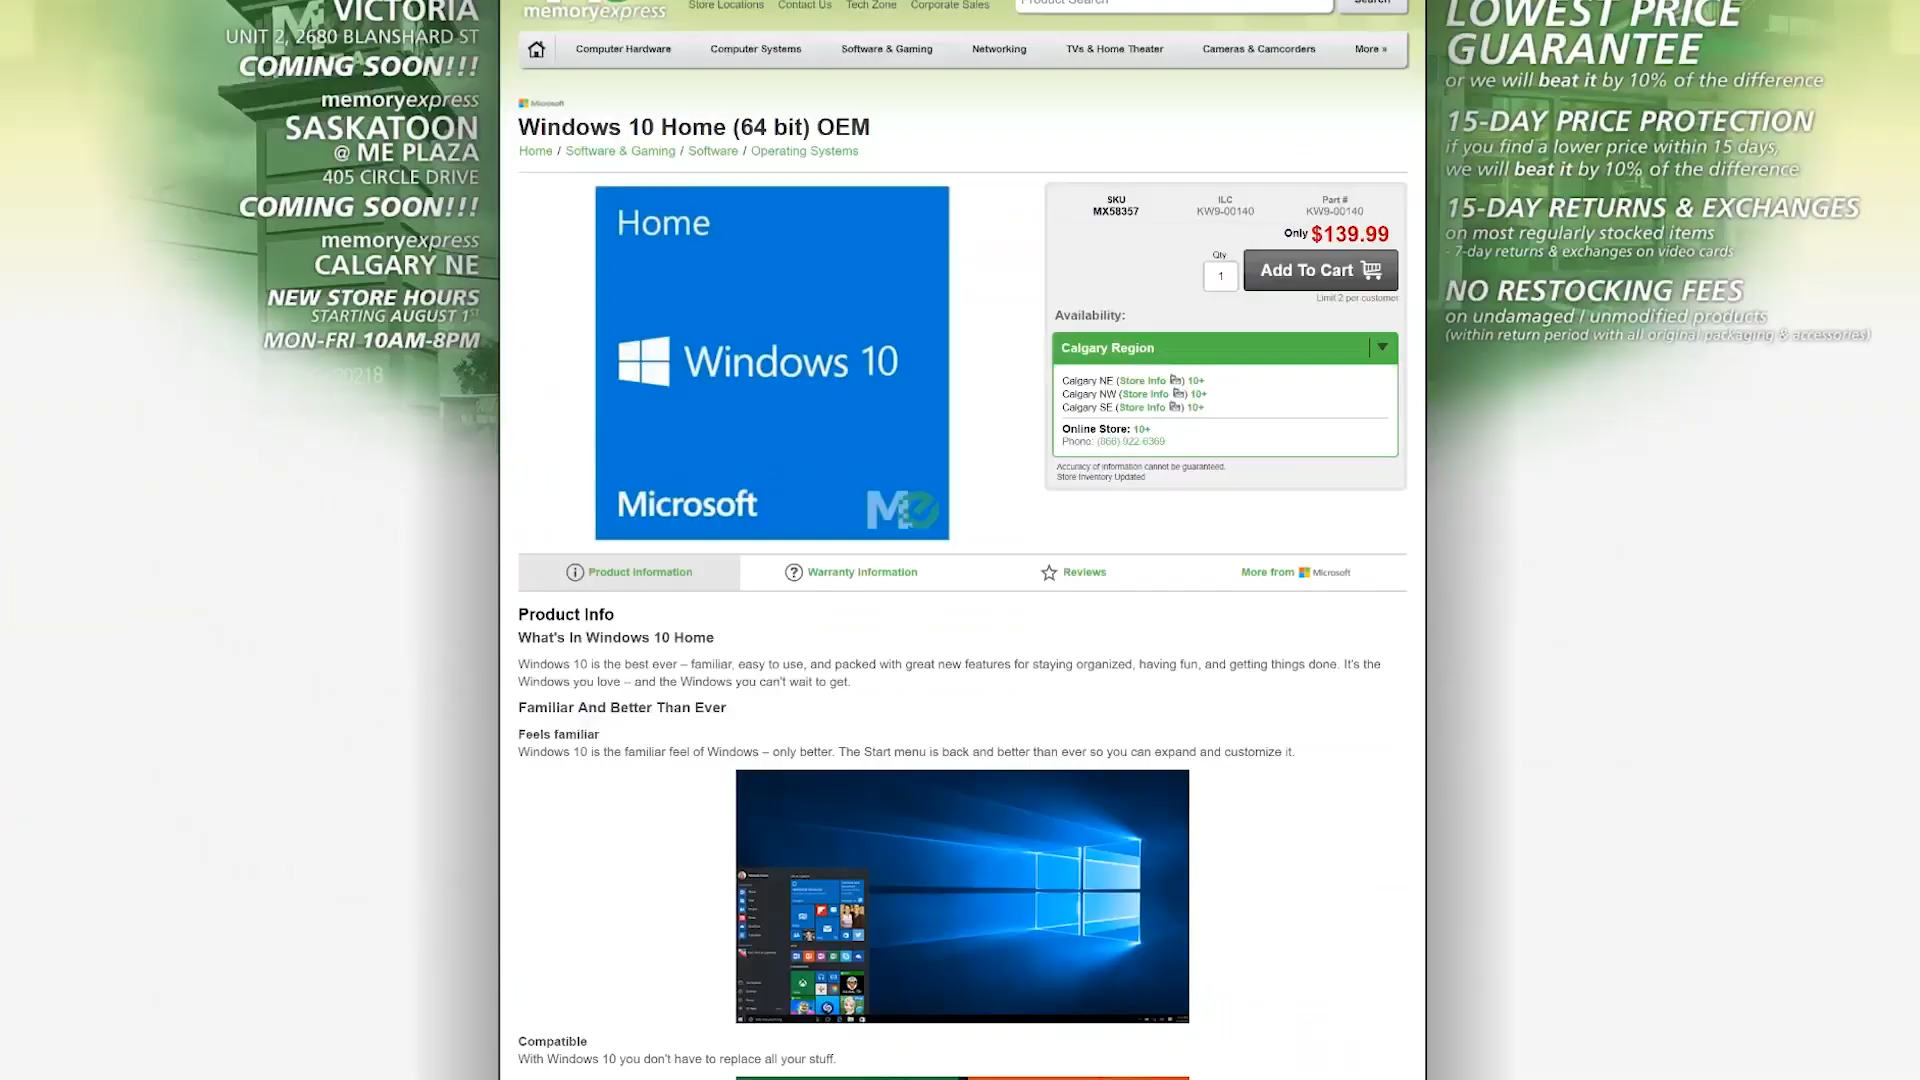 VICTORIA
UNIT 2, 2680 BLANSHARD ST
COMING SOON!!!
memoryexpress
SASKATOON
@ ME PLAZA
405 CIRCLE DRIVE
COMING SOON!!!
memoryexpress
CALGARY NE
NEW STORE HOURS
STARTING AUGUST 1ST
MON-FRI 10AM-8PM
memoryexpress
Store Locations
Contact Us
Tech Zone
Corporate Sales
Product Search
Search
Computer Hardware
Computer Systems
Software & Gaming
Networking
TVs & Home Theater
Cameras & Camcorders
More »
Microsoft
Windows 10 Home (64 bit) OEM
Home / Software & Gaming / Software / Operating Systems
Home
Windows 10
Microsoft
Me
SKU
MX58357
ILC
KW9-00140
Part #
KW9-00140
Only $139.99
Qty
1
Add To Cart
Limit 2 per customer
Availability:
Calgary Region
Calgary NE (Store Info) 10+
Calgary NW (Store Info) 10+
Calgary SE (Store Info) 10+
Online Store: 10+
Phone: (866) 922-6369
Accuracy of information cannot be guaranteed.
Store Inventory Updated
Product Information
Warranty Information
Reviews
More from Microsoft
Product Info
What's In Windows 10 Home
Windows 10 is the best ever – familiar, easy to use, and packed with great new features for staying organized, having fun, and getting things done. It's the
Windows you love – and the Windows you can't wait to get.
Familiar And Better Than Ever
Feels familiar
Windows 10 is the familiar feel of Windows – only better. The Start menu is back and better than ever so you can expand and customize it.
Compatible
With Windows 10 you don't have to replace all your stuff.
LOWEST PRICE
GUARANTEE
or we will beat it by 10% of the difference
15-DAY PRICE PROTECTION
if you find a lower price within 15 days,
we will beat it by 10% of the difference
15-DAY RETURNS & EXCHANGES
on most regularly stocked items
- 7-day returns & exchanges on video cards
NO RESTOCKING FEES
on undamaged / unmodified products
(within return period with all original packaging & accessories)